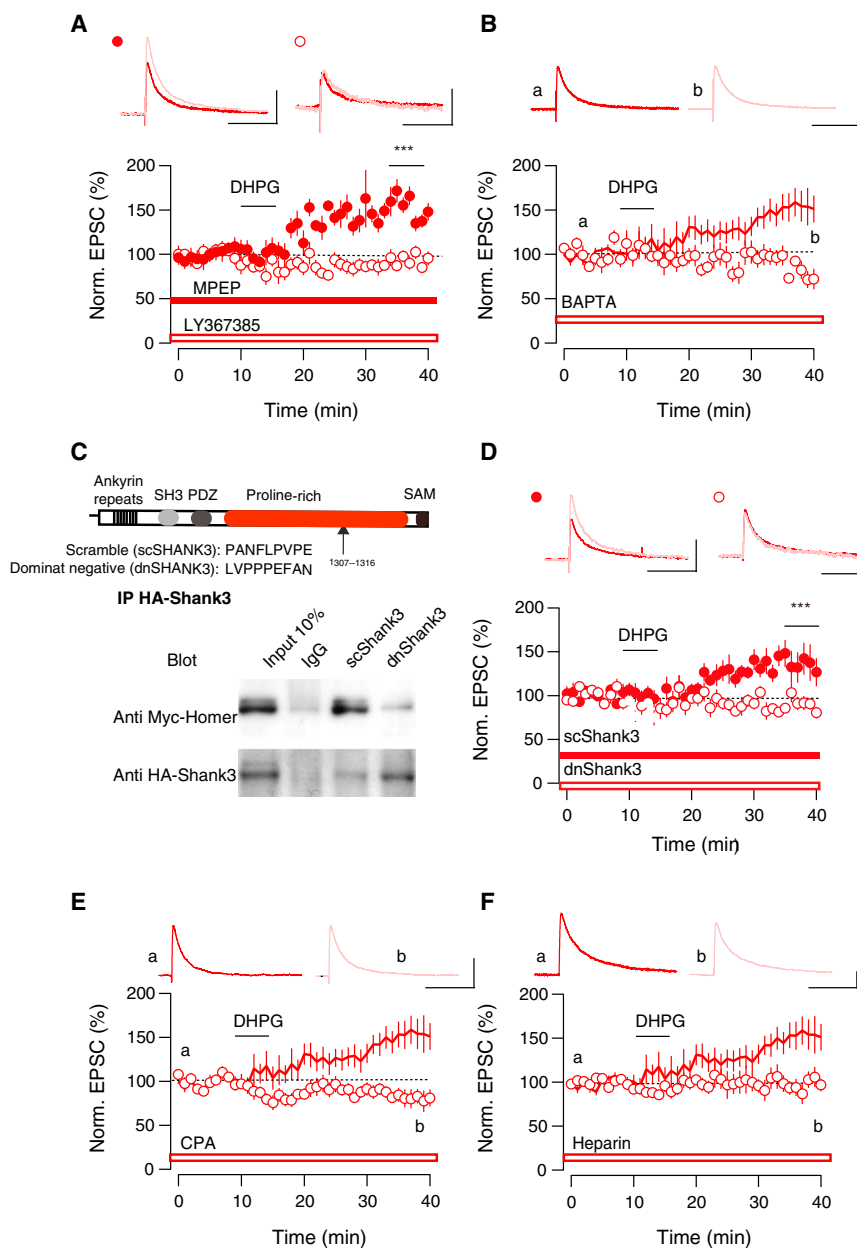 A
***
DHPG
Norm. EPSC (%)
200
150
100
50
0
MPEP
LY367385
0 10 20 30 40
Time (min)
B
a
b
DHPG
a
b
Norm. EPSC (%)
200
150
100
50
0
BAPTA
0 10 20 30 40
Time (min)
C
Ankyrin
repeats
SH3 PDZ
Proline-rich
SAM
Scramble (scSHANK3): PANFLPVPE
Dominat negative (dnSHANK3): LVPPPEFAN
1307--1316
IP HA-Shank3
Blot
Input 10%
IgG
scShank3
dnShank3
Anti Myc-Homer
Anti HA-Shank3
D
***
DHPG
Nom. EPSC (%)
200
150
100
50
0
scShank3
dnShank3
0 10 20 30 40
Time (min)
E
a
b
DHPG
a
b
Norm. EPSC (%)
200
150
100
50
0
CPA
0 10 20 30 40
Time (min)
F
a
b
DHPG
a
b
Norm. EPSC (%)
200
150
100
50
0
Heparin
0 10 20 30 40
Time (min)